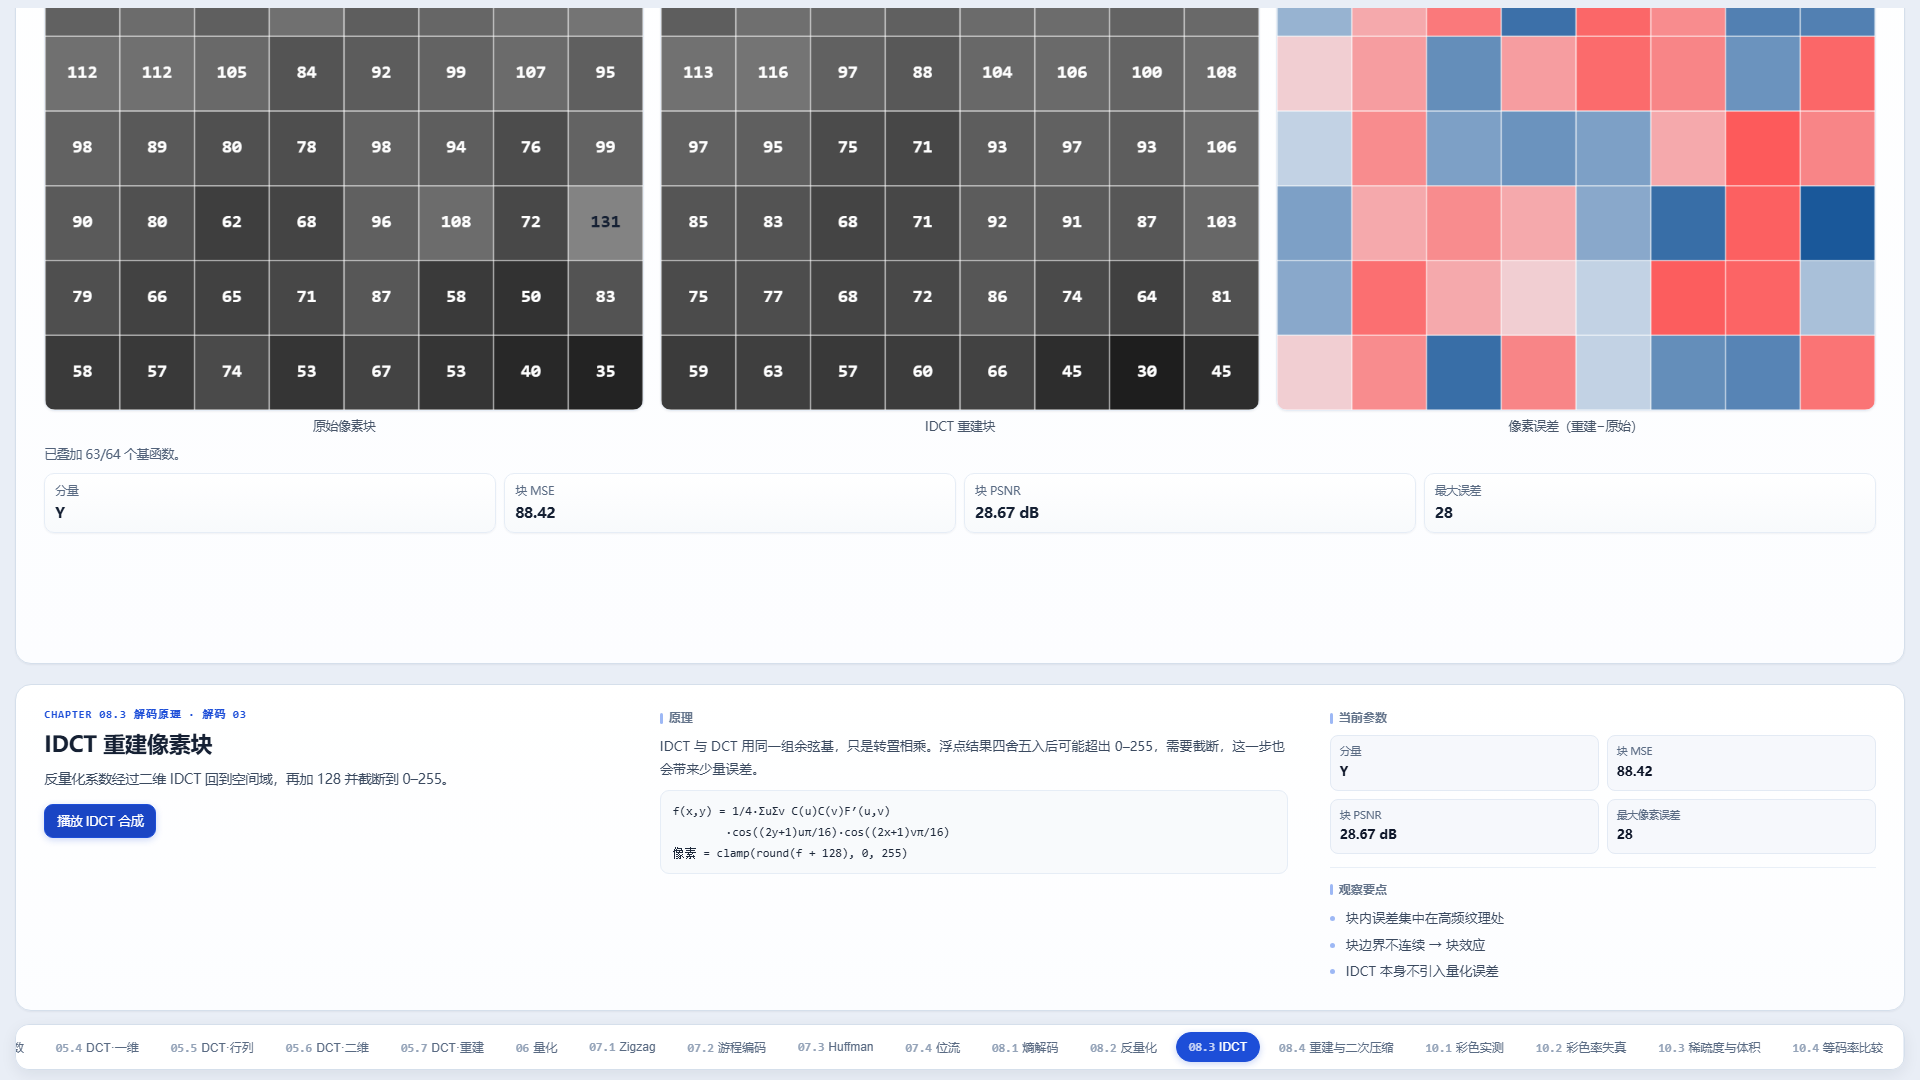 112 112 105 84 92 99 107 95
98 89 80 78 98 94 76 99
90 80 62 68 96 108 72 131
79 66 65 71 87 58 50 83
58 57 74 53 67 53 40 35
原始像素块
113 116 97 88 104 106 100 108
97 95 75 71 93 97 93 106
85 83 68 71 92 91 87 103
75 77 68 72 86 74 64 81
59 63 57 60 66 45 30 45
IDCT 重建块
像素误差（重建−原始）
已叠加 63/64 个基函数。
分量
Y
块 MSE
88.42
块 PSNR
28.67 dB
最大误差
28
CHAPTER 08.3 解码原理 · 解码 03
IDCT 重建像素块
反量化系数经过二维 IDCT 回到空间域，再加 128 并截断到 0–255。
播放 IDCT 合成
原理
IDCT 与 DCT 用同一组余弦基，只是转置相乘。浮点结果四舍五入后可能超出 0–255，需要截断，这一步也
会带来少量误差。
f(x,y) = 1/4·ΣuΣv C(u)C(v)F′(u,v)
·cos((2y+1)uπ/16)·cos((2x+1)vπ/16)
像素 = clamp(round(f + 128), 0, 255)
当前参数
分量
Y
块 MSE
88.42
块 PSNR
28.67 dB
最大像素误差
28
观察要点
块内误差集中在高频纹理处
块边界不连续 → 块效应
IDCT 本身不引入量化误差
数 05.4 DCT·一维 05.5 DCT·行列 05.6 DCT·二维 05.7 DCT·重建 06 量化 07.1 Zigzag 07.2 游程编码 07.3 Huffman 07.4 位流 08.1 熵解码 08.2 反量化 08.3 IDCT 08.4 重建与二次压缩 10.1 彩色实测 10.2 彩色率失真 10.3 稀疏度与体积 10.4 等码率比较